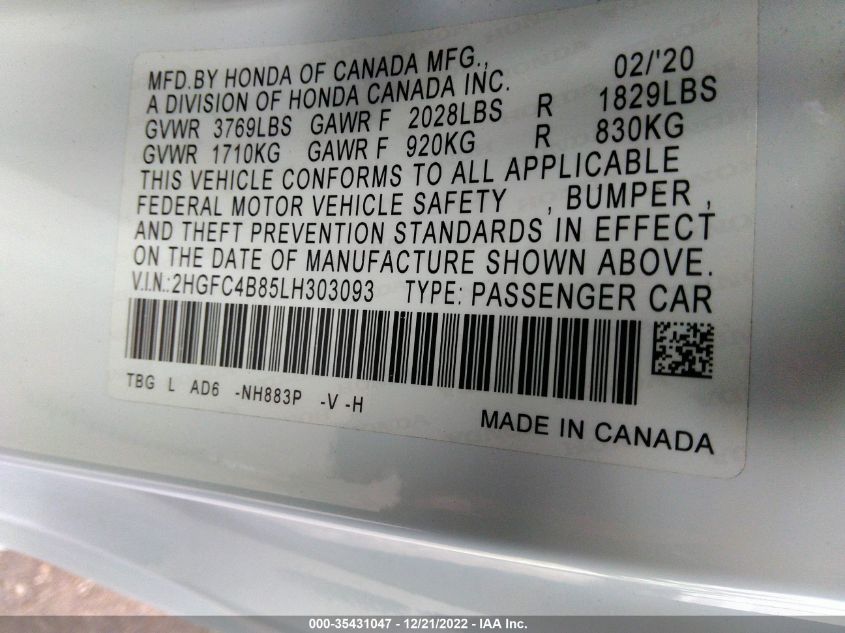 MFD.BY HONDA OF CANADA MFG., 02/'20
A DIVISION OF HONDA CANADA INC.
GVWR 3769LBS GAWR F 2028LBS R 1829LBS
GVWR 1710KG GAWR F 920KG R 830KG
THIS VEHICLE CONFORMS TO ALL APPLICABLE
FEDERAL MOTOR VEHICLE SAFETY , BUMPER ,
AND THEFT PREVENTION STANDARDS IN EFFECT
ON THE DATE OF MANUFACTURE SHOWN ABOVE.
V.I.N.:2HGFC4B85LH303093 TYPE: PASSENGER CAR
TBG L AD6 -NH883P -V -H
MADE IN CANADA
000-35431047 - 12/21/2022 - IAA Inc.